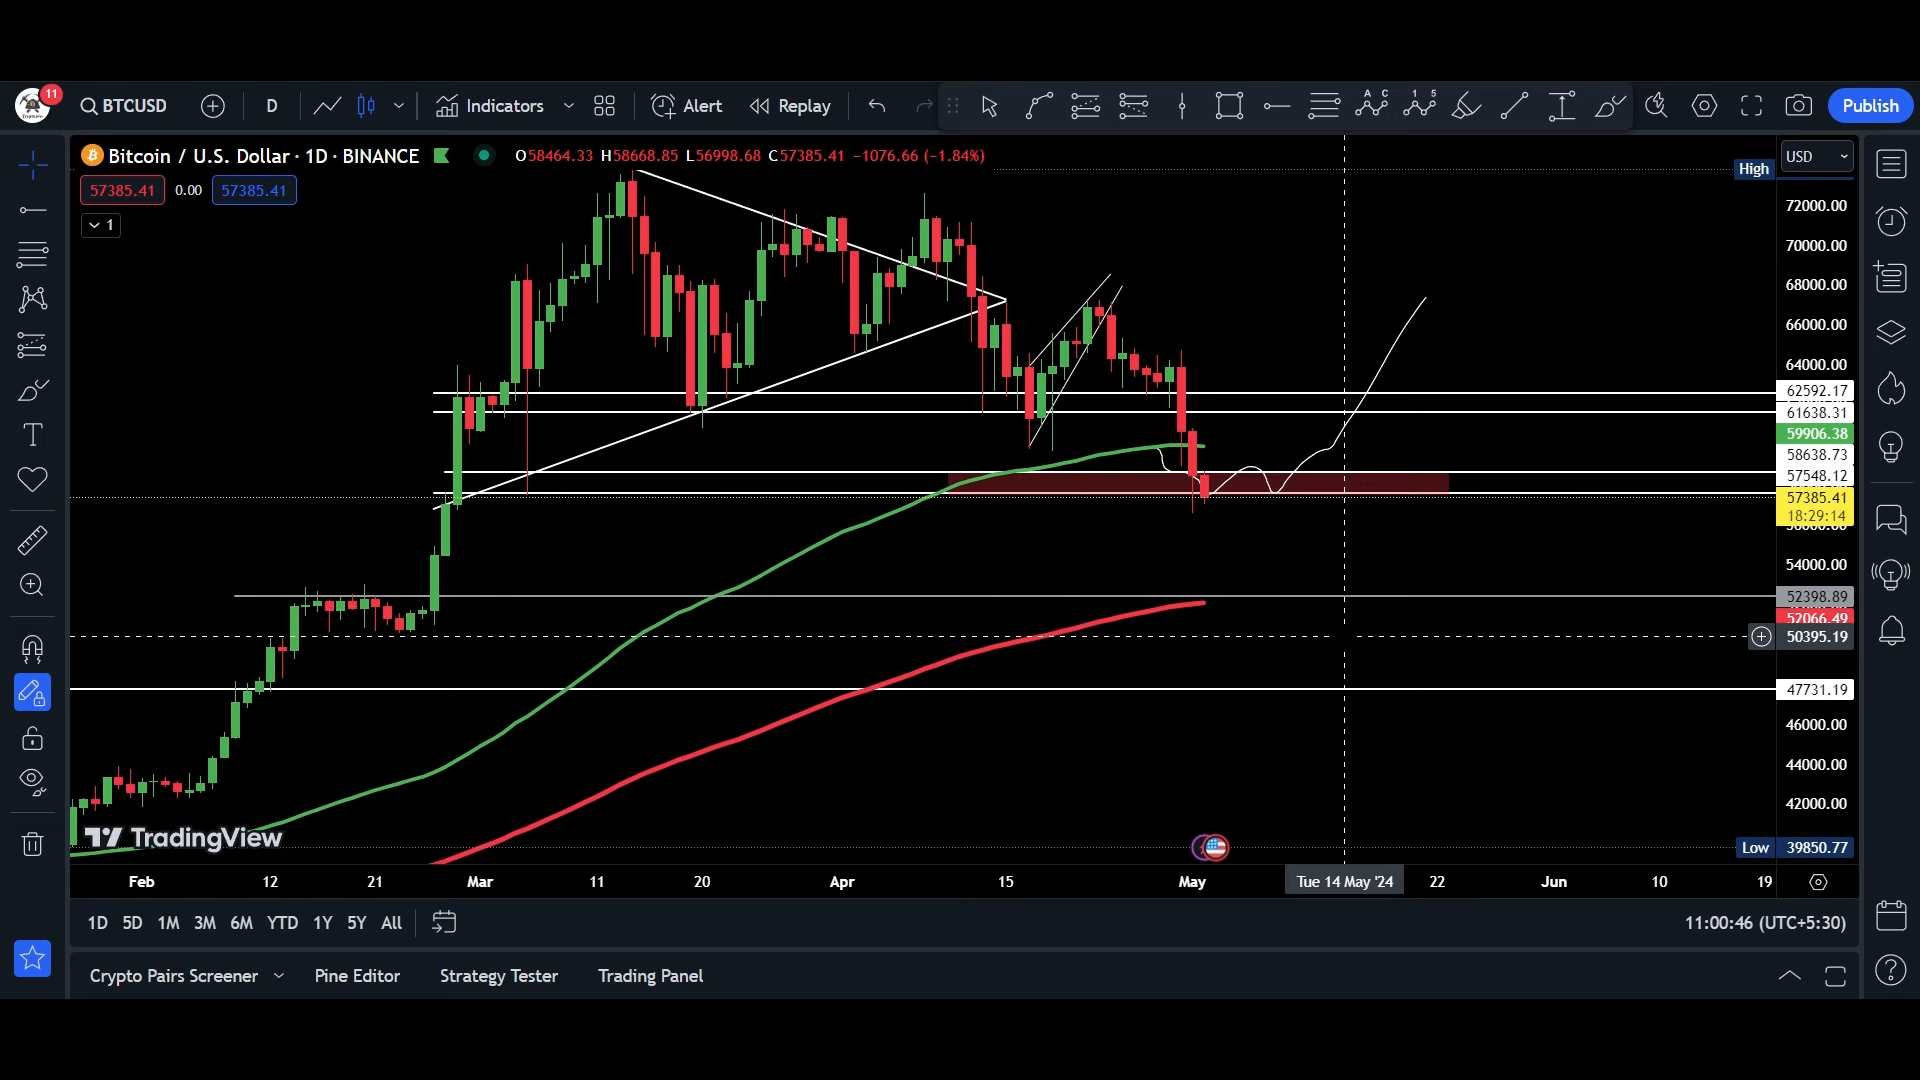 11
BTCUSD
D
Indicators
Alert
Replay
A C
1 5
Publish
Bitcoin / U.S. Dollar · 1D · BINANCE
O58464.33 H58668.85 L56998.68 C57385.41 −1076.66 (−1.84%)
USD
High
57385.41 0.00 57385.41
1
72000.00
70000.00
68000.00
66000.00
64000.00
62592.17
61638.31
59906.38
58638.73
57548.12
57385.41
18:29:14
56000.00
54000.00
52398.89
52066.49
50395.19
47731.19
46000.00
44000.00
42000.00
TradingView
Low 39850.77
Feb 12 21 Mar 11 20 Apr 15 May Tue 14 May '24 22 Jun 10 19
1D 5D 1M 3M 6M YTD 1Y 5Y All
11:00:46 (UTC+5:30)
Crypto Pairs Screener Pine Editor Strategy Tester Trading Panel